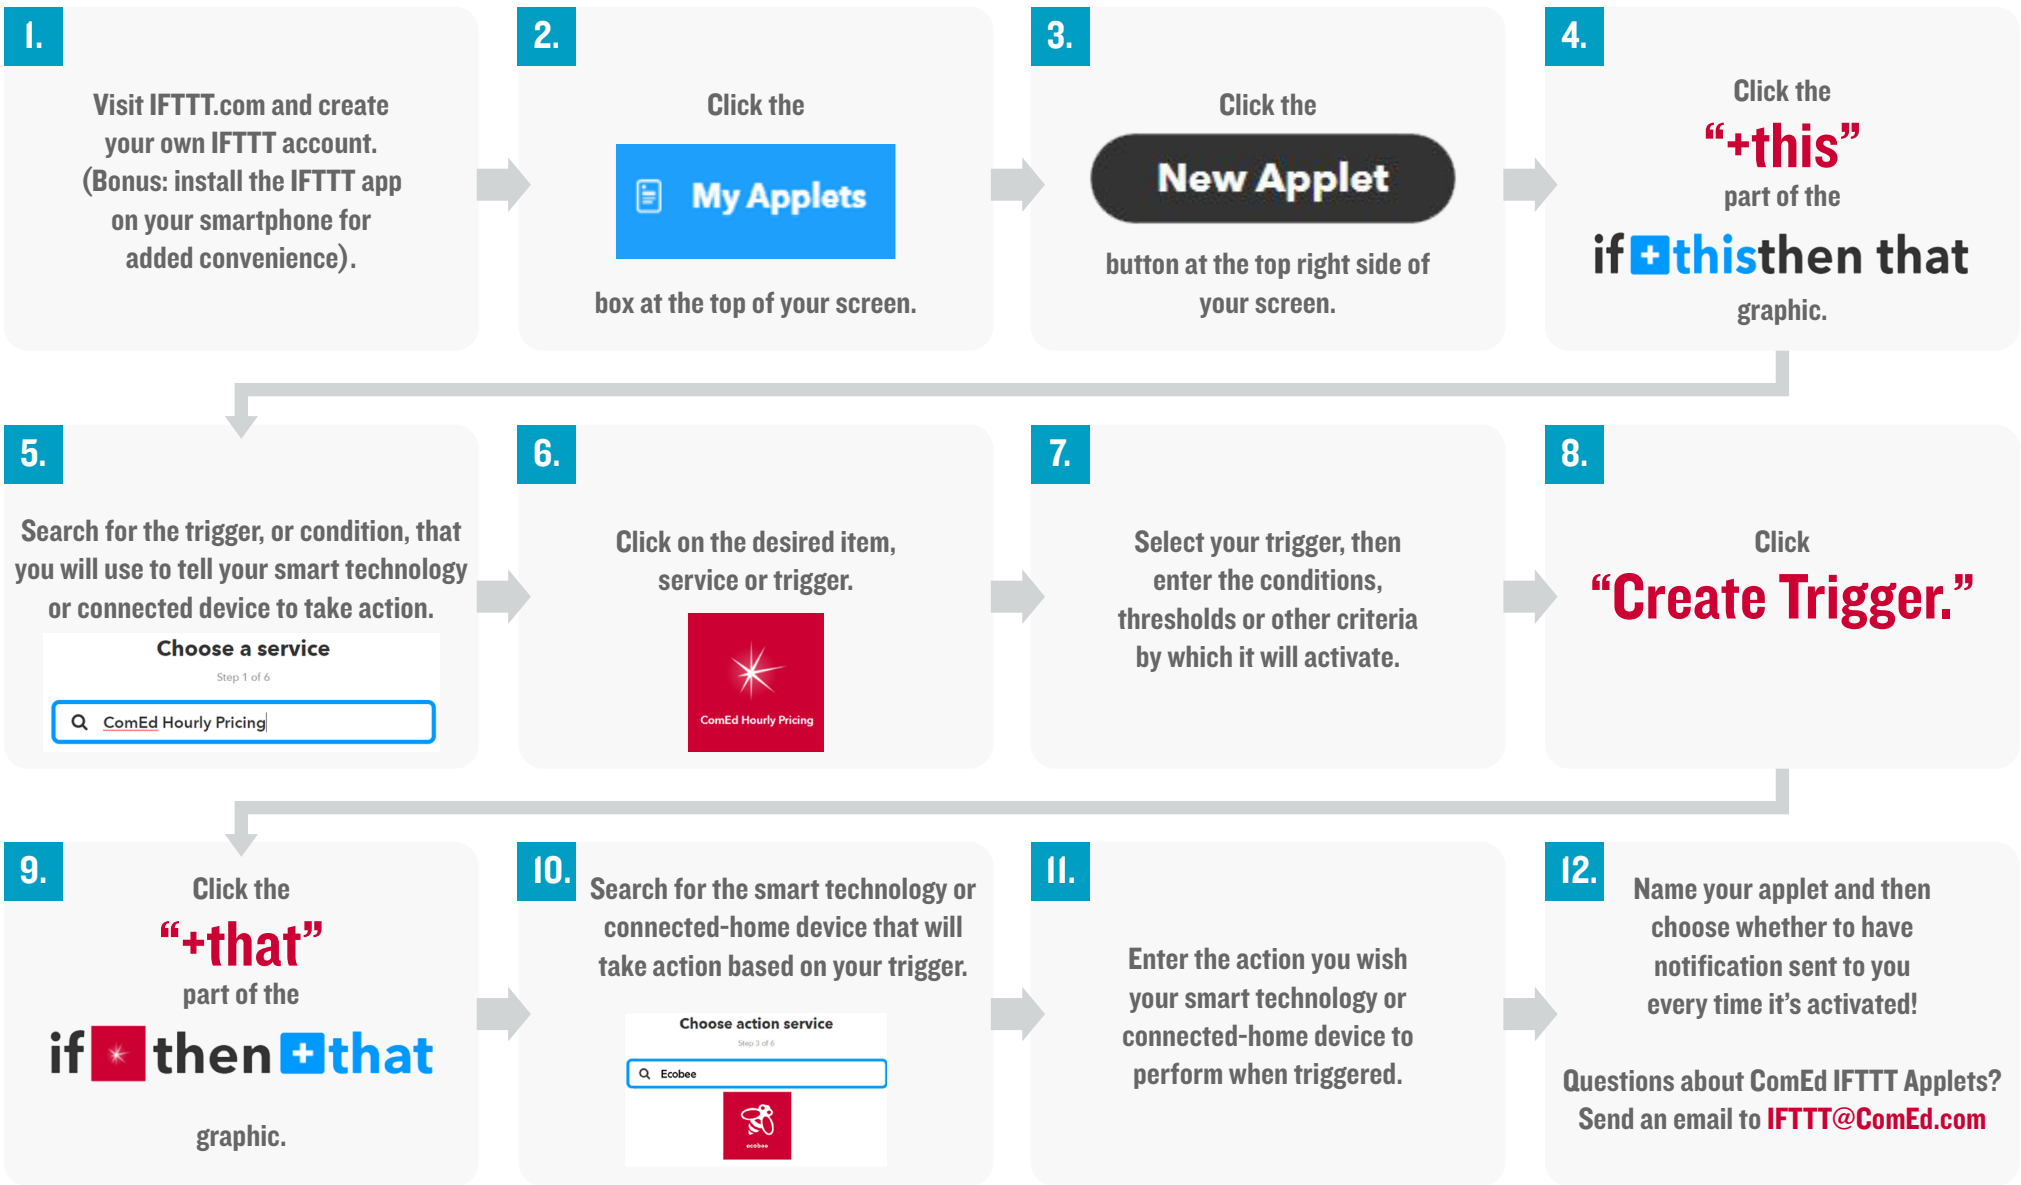 1.
Visit IFTTT.com and create
your own IFTTT account.
(Bonus: install the IFTTT app
on your smartphone for
added convenience).
2.
Click the
My Applets
box at the top of your screen.
3.
Click the
New Applet
button at the top right side of
your screen.
4.
Click the
“+this”
part of the
if+thisthen that
graphic.
5.
Search for the trigger, or condition, that
you will use to tell your smart technology
or connected device to take action.
Choose a service
Step 1 of 6
ComEd Hourly Pricing
6.
Click on the desired item,
service or trigger.
ComEd Hourly Pricing
7.
Select your trigger, then
enter the conditions,
thresholds or other criteria
by which it will activate.
8.
Click
“Create Trigger.”
9.
Click the
“+that”
part of the
if then +that
graphic.
10.
Search for the smart technology or
connected-home device that will
take action based on your trigger.
Choose action service
Step 3 of 6
Ecobee
ecobee
11.
Enter the action you wish
your smart technology or
connected-home device to
perform when triggered.
12.
Name your applet and then
choose whether to have
notification sent to you
every time it’s activated!
Questions about ComEd IFTTT Applets?
Send an email to IFTTT@ComEd.com